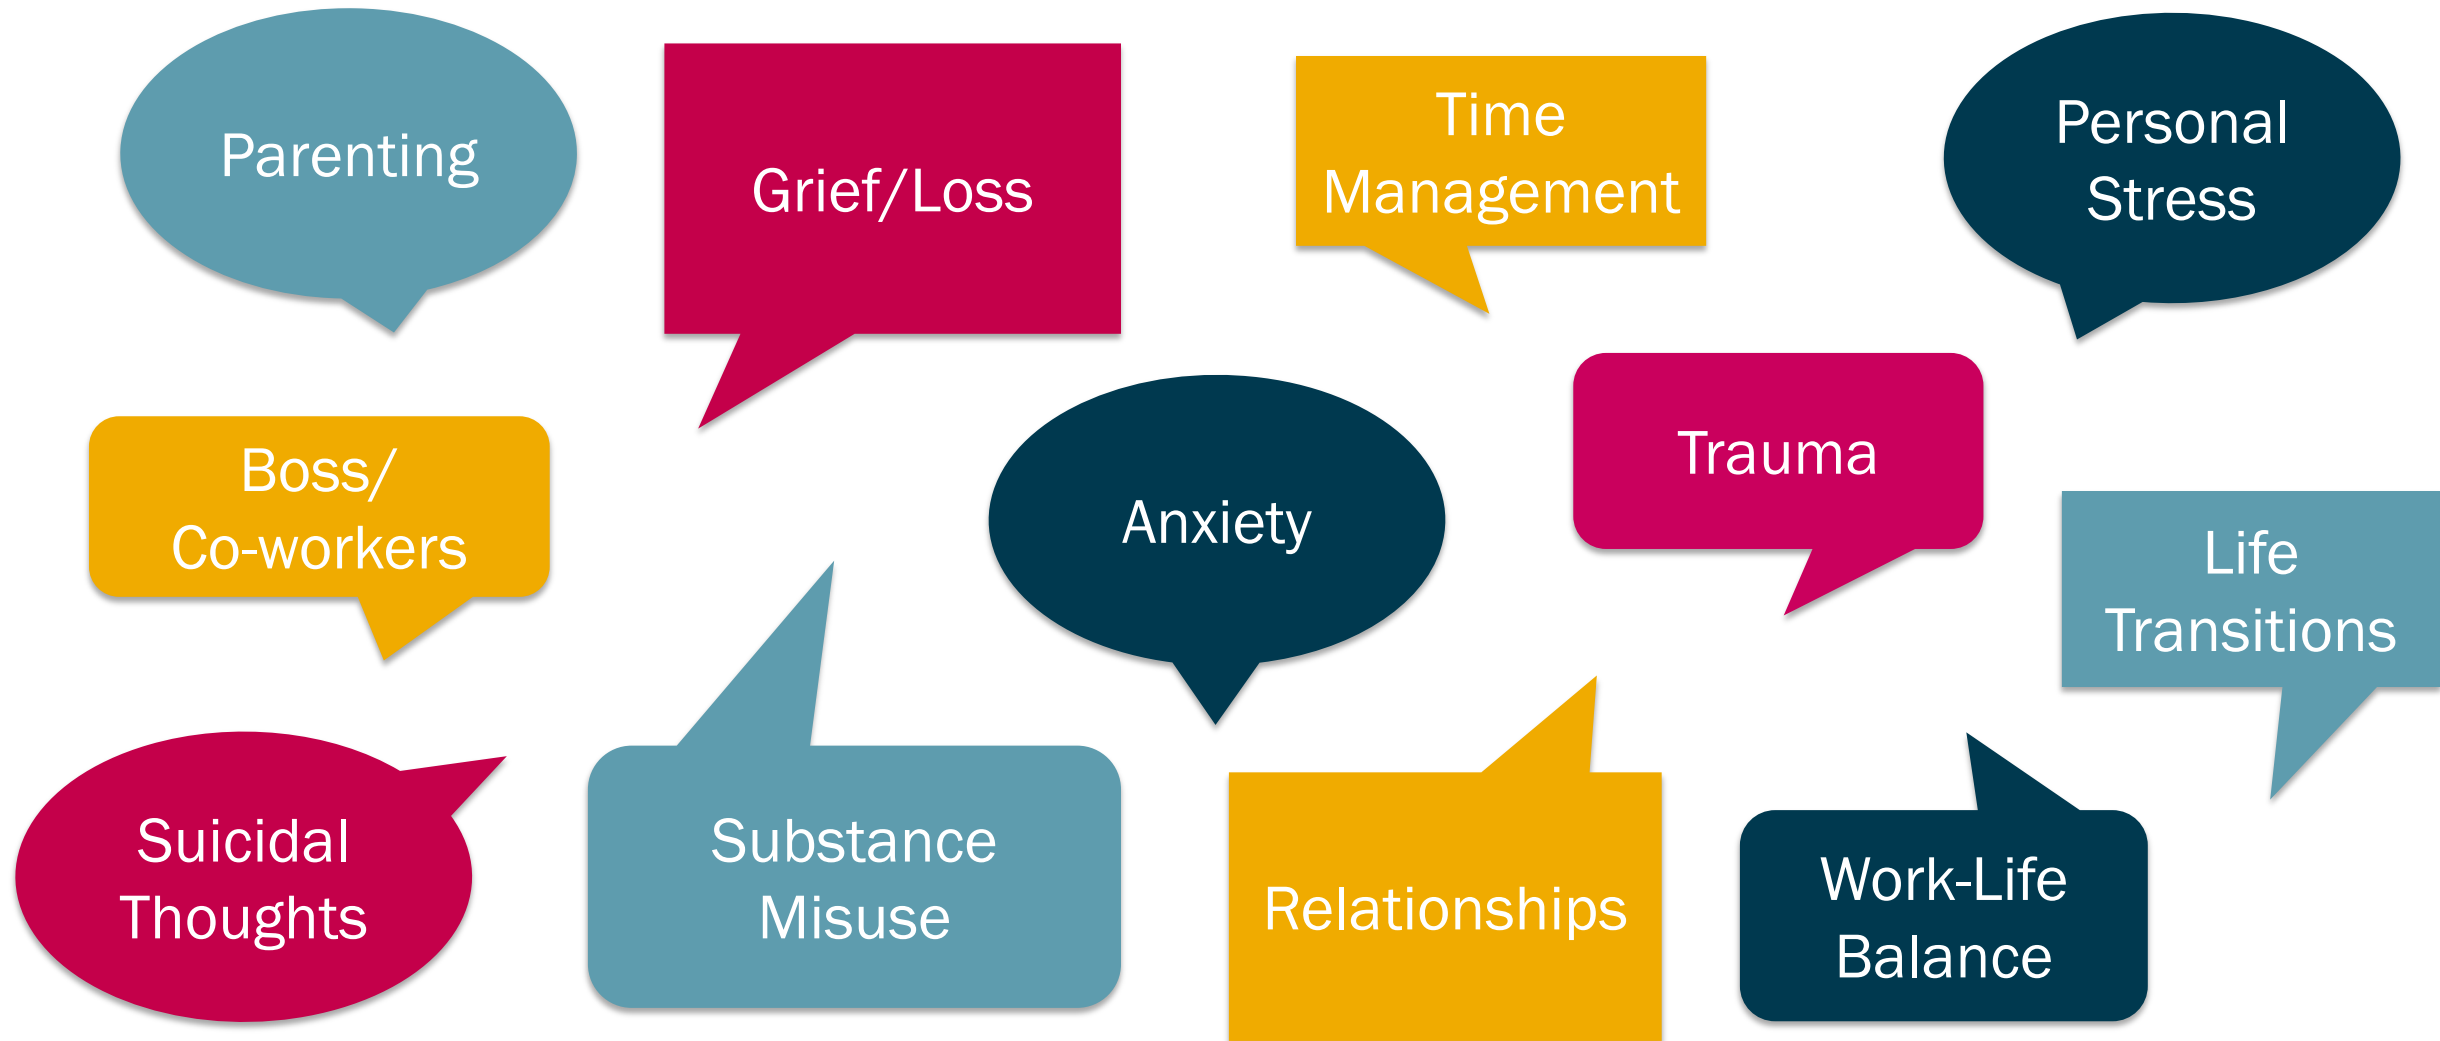 Parenting
Grief/Loss
Time
Management
Personal
Stress
Boss/
Co-workers
Anxiety
Trauma
Life
Transitions
Suicidal
Thoughts
Substance
Misuse
Relationships
Work-Life
Balance